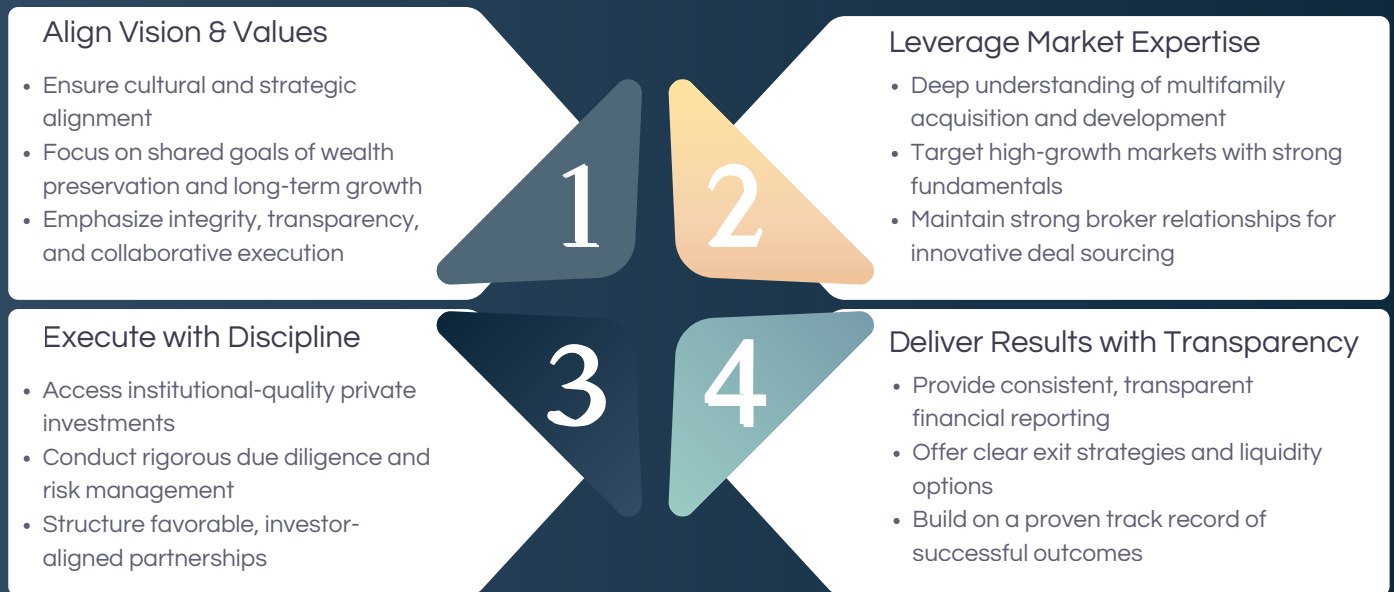 Align Vision & Values
• Ensure cultural and strategic
alignment
• Focus on shared goals of wealth
preservation and long-term growth
• Emphasize integrity, transparency,
and collaborative execution
1
Leverage Market Expertise
• Deep understanding of multifamily
acquisition and development
• Target high-growth markets with strong
fundamentals
• Maintain strong broker relationships for
innovative deal sourcing
2
Execute with Discipline
• Access institutional-quality private
investments
• Conduct rigorous due diligence and
risk management
• Structure favorable, investor-
aligned partnerships
3
Deliver Results with Transparency
• Provide consistent, transparent
financial reporting
• Offer clear exit strategies and liquidity
options
• Build on a proven track record of
successful outcomes
4